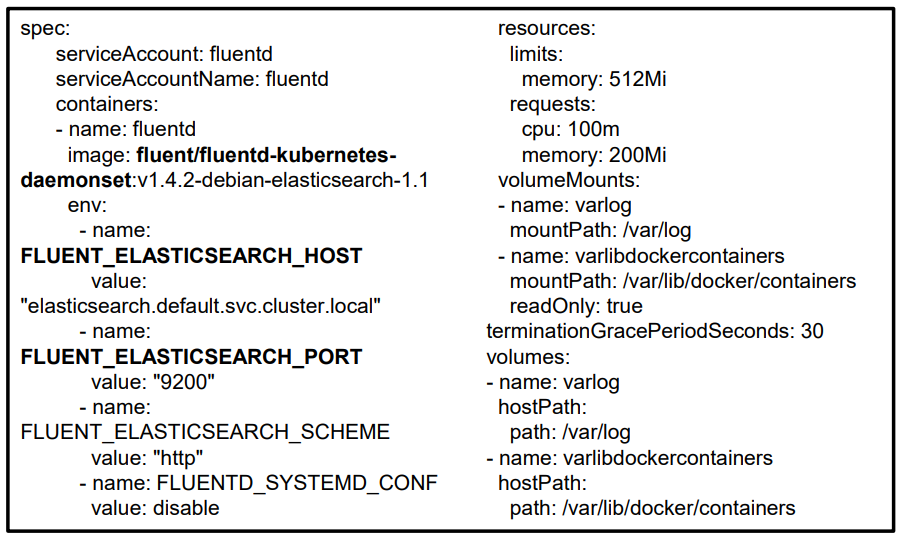 spec:
serviceAccount: fluentd
serviceAccountName: fluentd
containers:
- name: fluentd
image: fluent/fluentd-kubernetes-
daemonset:v1.4.2-debian-elasticsearch-1.1
env:
- name:
FLUENT_ELASTICSEARCH_HOST
value:
"elasticsearch.default.svc.cluster.local"
- name:
FLUENT_ELASTICSEARCH_PORT
value: "9200"
- name:
FLUENT_ELASTICSEARCH_SCHEME
value: "http"
- name: FLUENTD_SYSTEMD_CONF
value: disable
resources:
limits:
memory: 512Mi
requests:
cpu: 100m
memory: 200Mi
volumeMounts:
- name: varlog
mountPath: /var/log
- name: varlibdockercontainers
mountPath: /var/lib/docker/containers
readOnly: true
terminationGracePeriodSeconds: 30
volumes:
- name: varlog
hostPath:
path: /var/log
- name: varlibdockercontainers
hostPath:
path: /var/lib/docker/containers